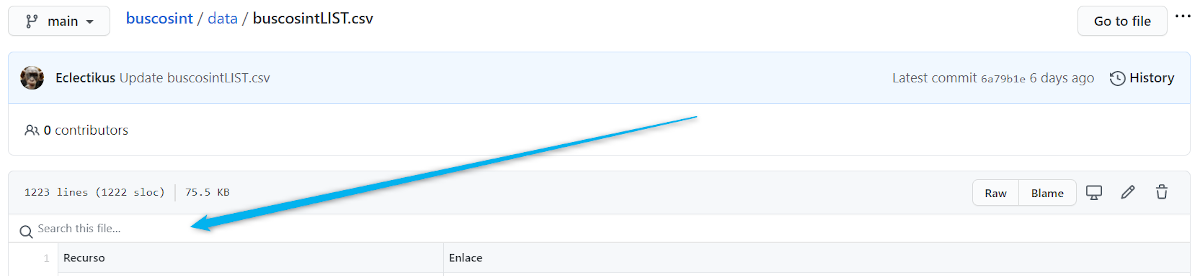 main buscosint / data / buscosintLIST.csv Go to file ...
Eclectikus Update buscosintLIST.csv Latest commit 6a79b1e 6 days ago History
0 contributors
1223 lines (1222 sloc) 75.5 KB Raw Blame
Search this file...
1 Recurso Enlace